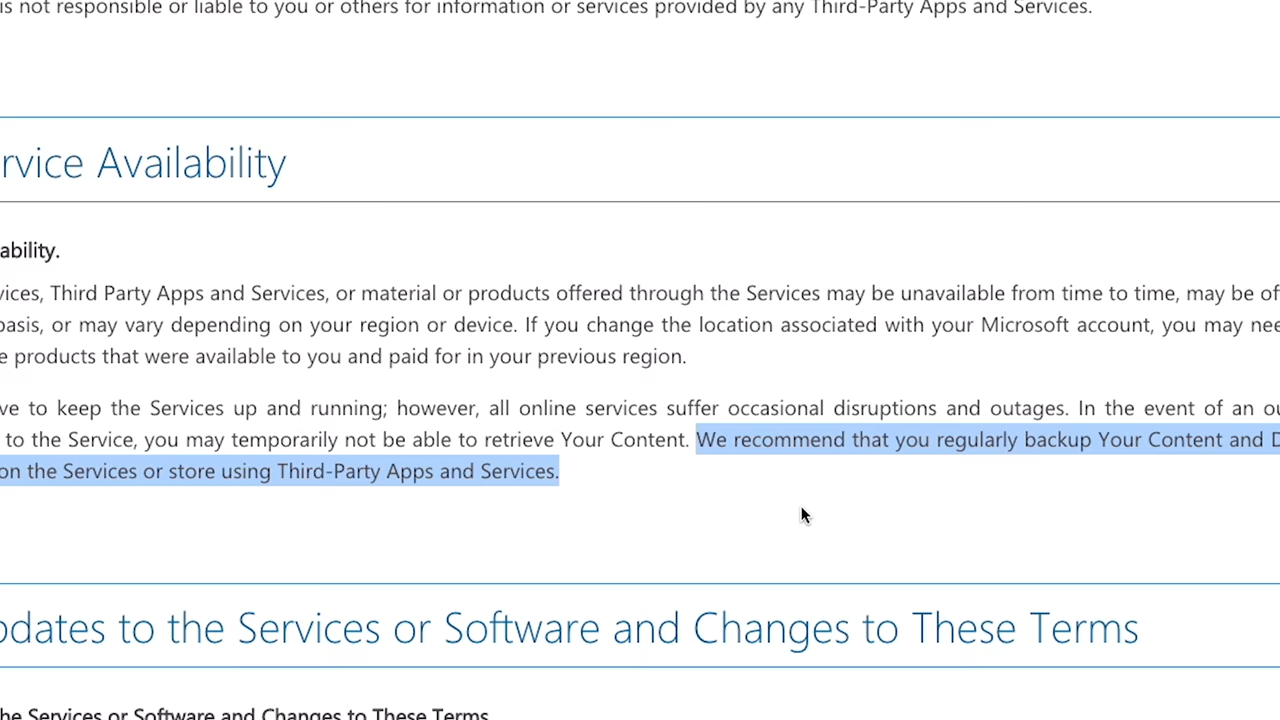 is not responsible or liable to you or others for information or services provided by any Third-Party Apps and Services.
rvice Availability
ability.
vices, Third Party Apps and Services, or material or products offered through the Services may be unavailable from time to time, may be of
basis, or may vary depending on your region or device. If you change the location associated with your Microsoft account, you may nee
e products that were available to you and paid for in your previous region.
ve to keep the Services up and running; however, all online services suffer occasional disruptions and outages. In the event of an ou
to the Service, you may temporarily not be able to retrieve Your Content. We recommend that you regularly backup Your Content and D
on the Services or store using Third-Party Apps and Services.
pdates to the Services or Software and Changes to These Terms
he Services or Software and Changes to These Terms